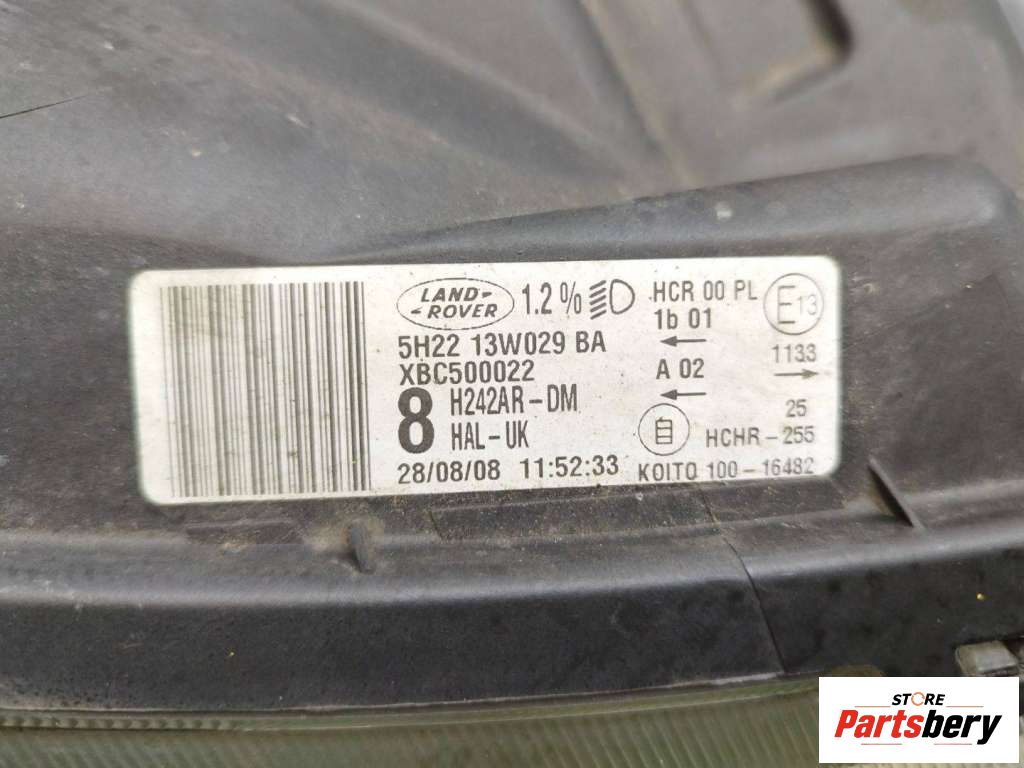 LAND-
-ROVER
1.2%
HCR 00 PL
1b 01
E13
5H22 13W029 BA
XBC500022
A 02
1133
8
H242AR-DM
HAL-UK
25
HCHR-255
28/08/08 11:52:33
KOITO 100-16482
STORE
Partsbery